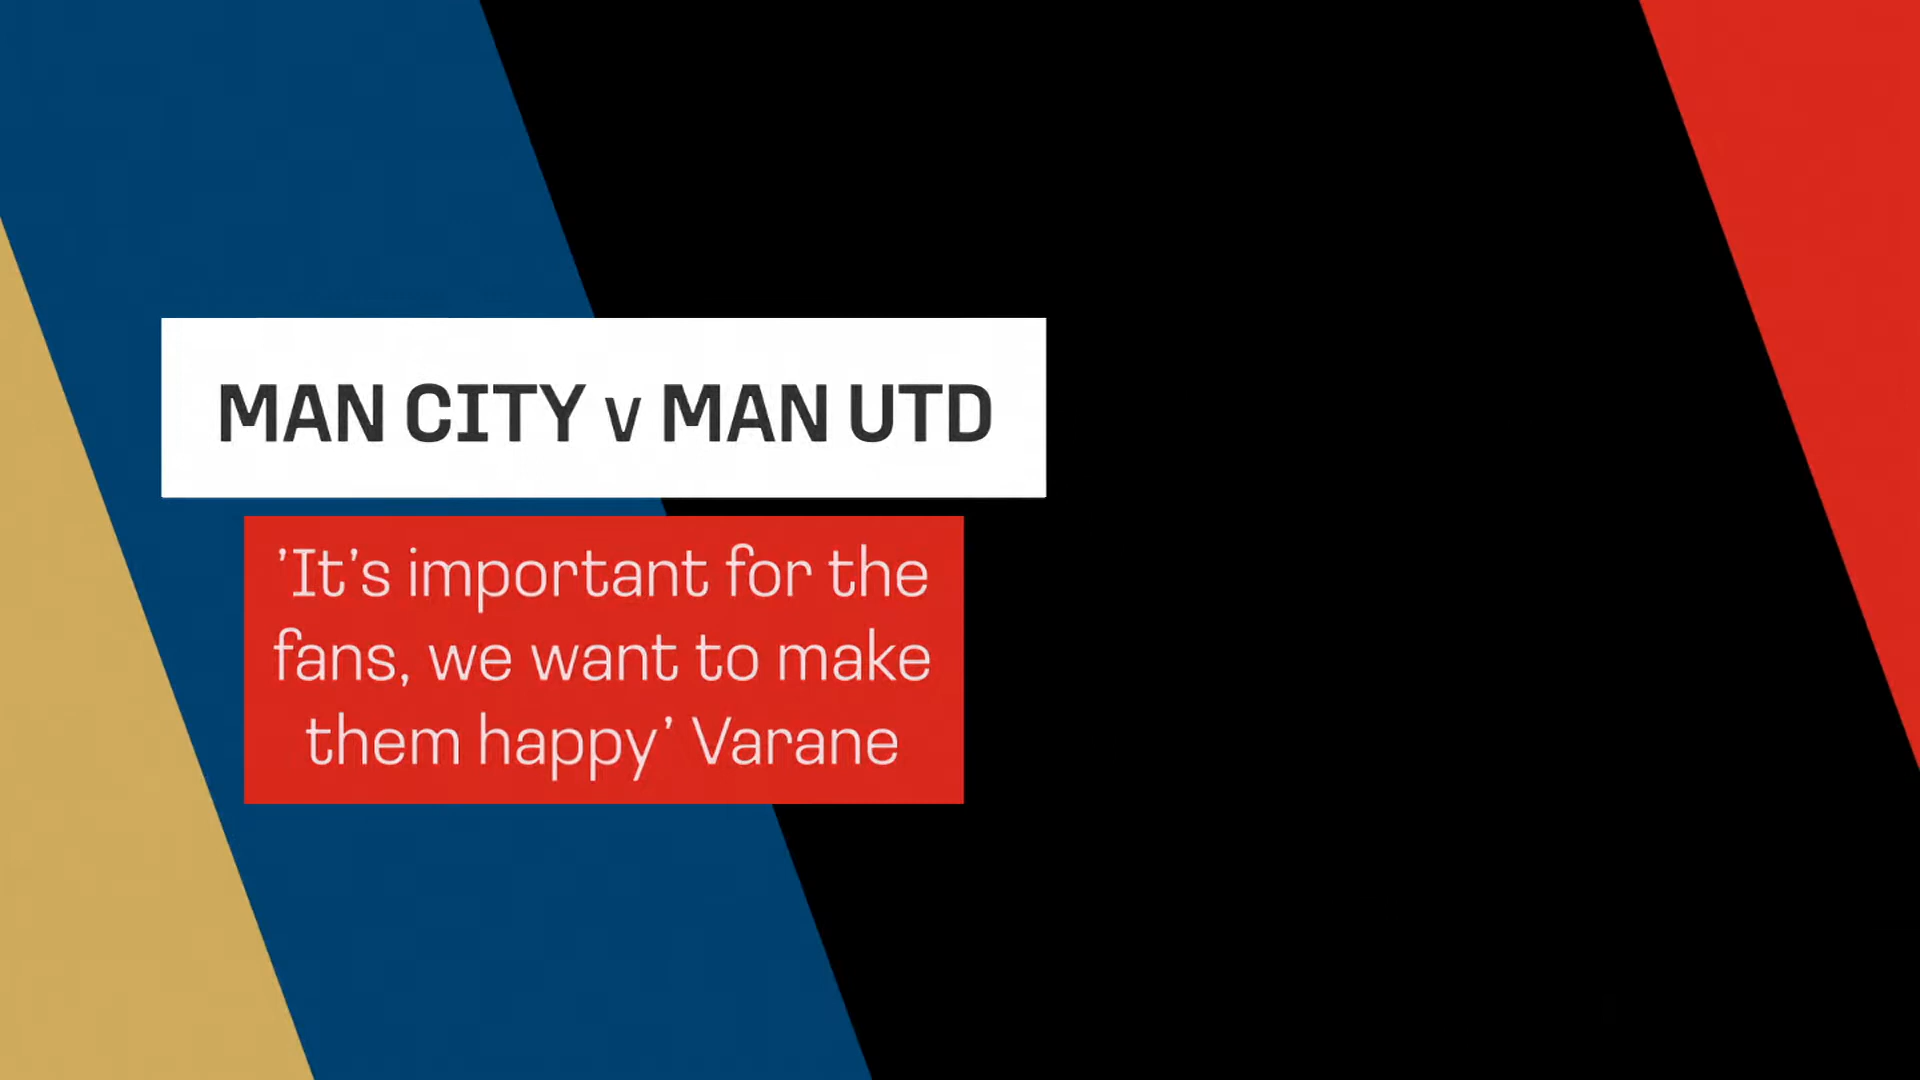 MAN CITY v MAN UTD
'It's important for the
fans, we want to make
them happy' Varane